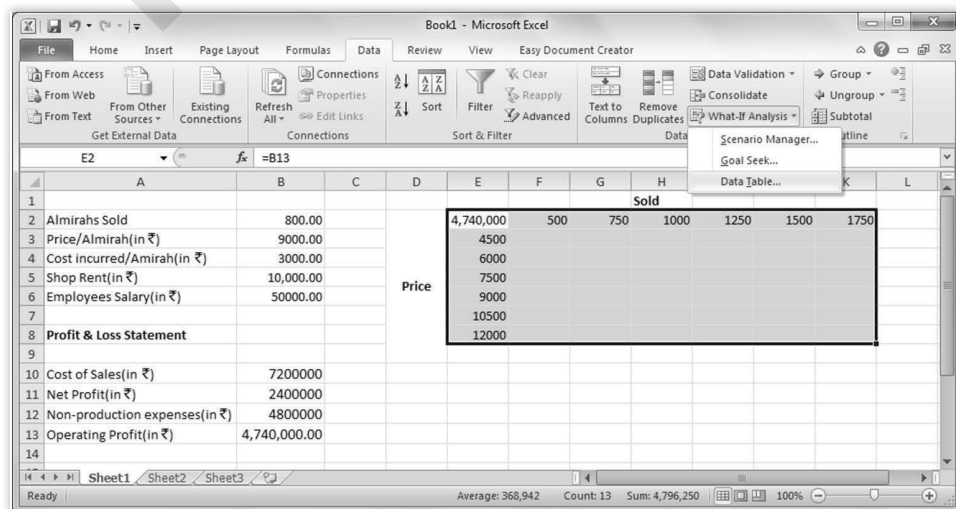 Book1 - Microsoft Excel
File Home Insert Page Layout Formulas Data Review View Easy Document Creator
From Access
From Web
From Text
From Other Sources
Existing Connections
Get External Data
Refresh All
Connections
Properties
Edit Links
Connections
Sort
Filter
Clear
Reapply
Advanced
Sort & Filter
Text to Columns
Remove Duplicates
Data Validation
Consolidate
What-If Analysis
Data
Group
Ungroup
Subtotal
utline
Scenario Manager...
Goal Seek...
Data Table...
E2 fx =B13
A B C D E F G H K L
1 Sold
2 Almirahs Sold 800.00 4,740,000 500 750 1000 1250 1500 1750
3 Price/Almirah(in ₹) 9000.00 4500
4 Cost incurred/Amirah(in ₹) 3000.00 6000
5 Shop Rent(in ₹) 10,000.00 Price 7500
6 Employees Salary(in ₹) 50000.00 9000
7 10500
8 Profit & Loss Statement 12000
9
10 Cost of Sales(in ₹) 7200000
11 Net Profit(in ₹) 2400000
12 Non-production expenses(in ₹) 4800000
13 Operating Profit(in ₹) 4,740,000.00
14
Sheet1 Sheet2 Sheet3
Ready Average: 368,942 Count: 13 Sum: 4,796,250 100%